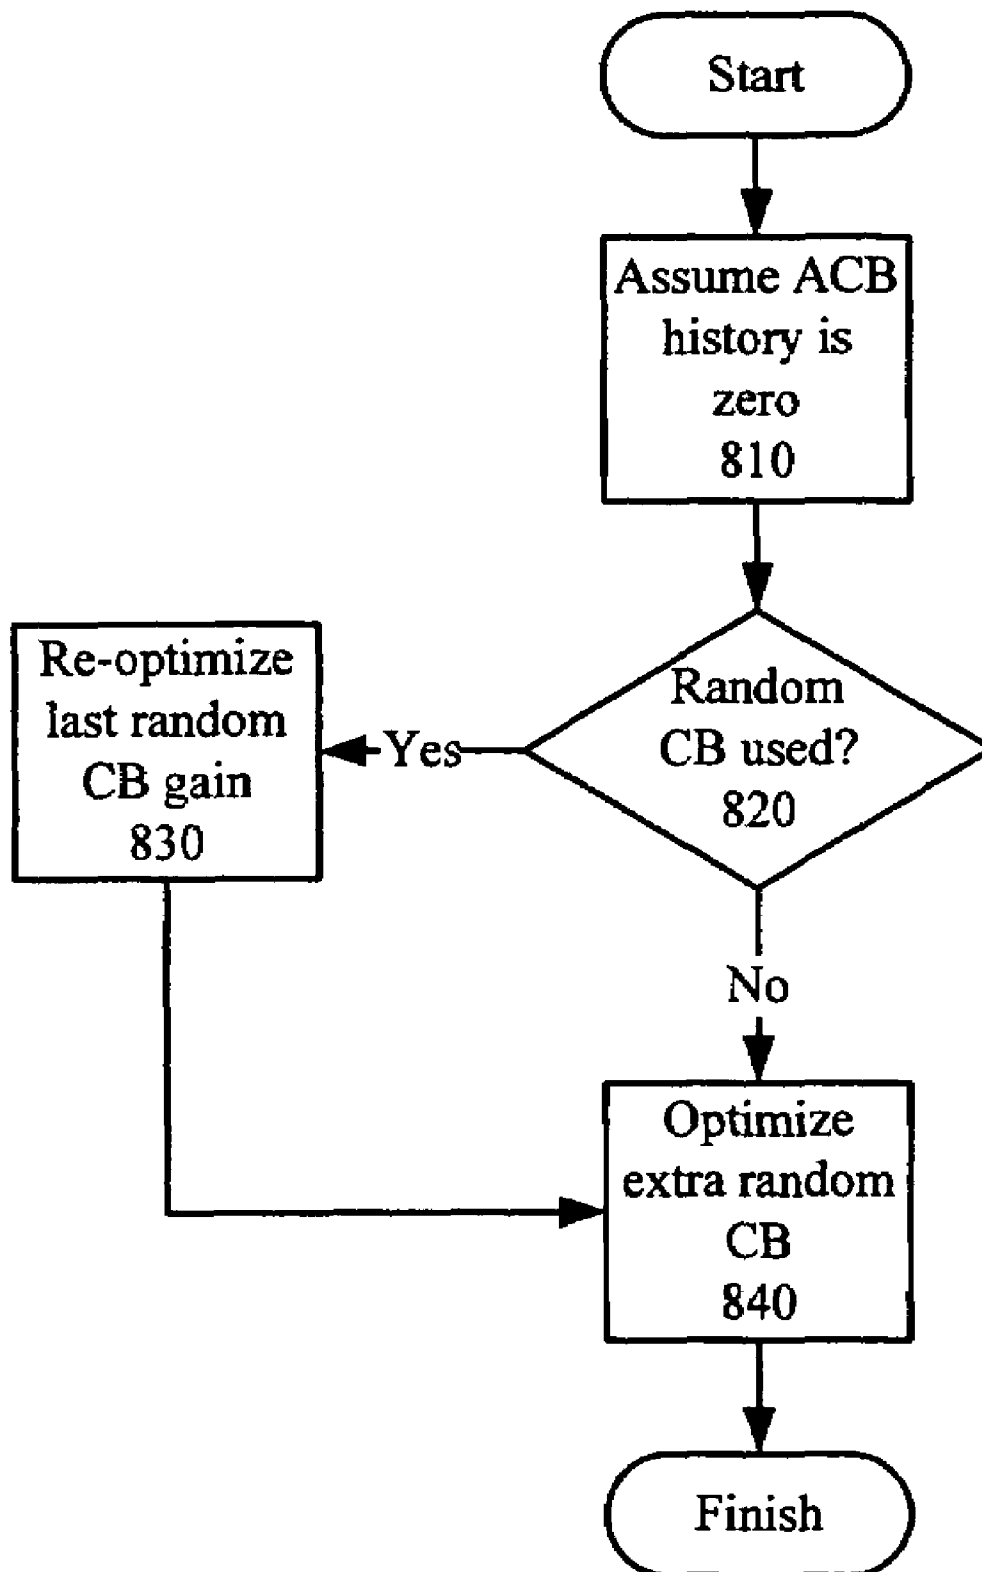 Start
Assume ACB
history is
zero
810
Random
CB used?
820
Yes
Re-optimize
last random
CB gain
830
No
Optimize
extra random
CB
840
Finish